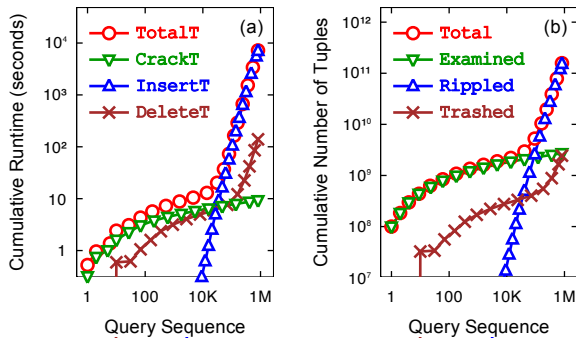 (a)
TotalT
CrackT
InsertT
DeleteT
Cumulative Runtime (seconds)
10⁴
10³
10²
10
1
1
100
10K
1M
Query Sequence
(b)
Total
Examined
Rippled
Trashed
Cumulative Number of Tuples
10¹²
10¹¹
10¹⁰
10⁹
10⁸
10⁷
1
100
10K
1M
Query Sequence